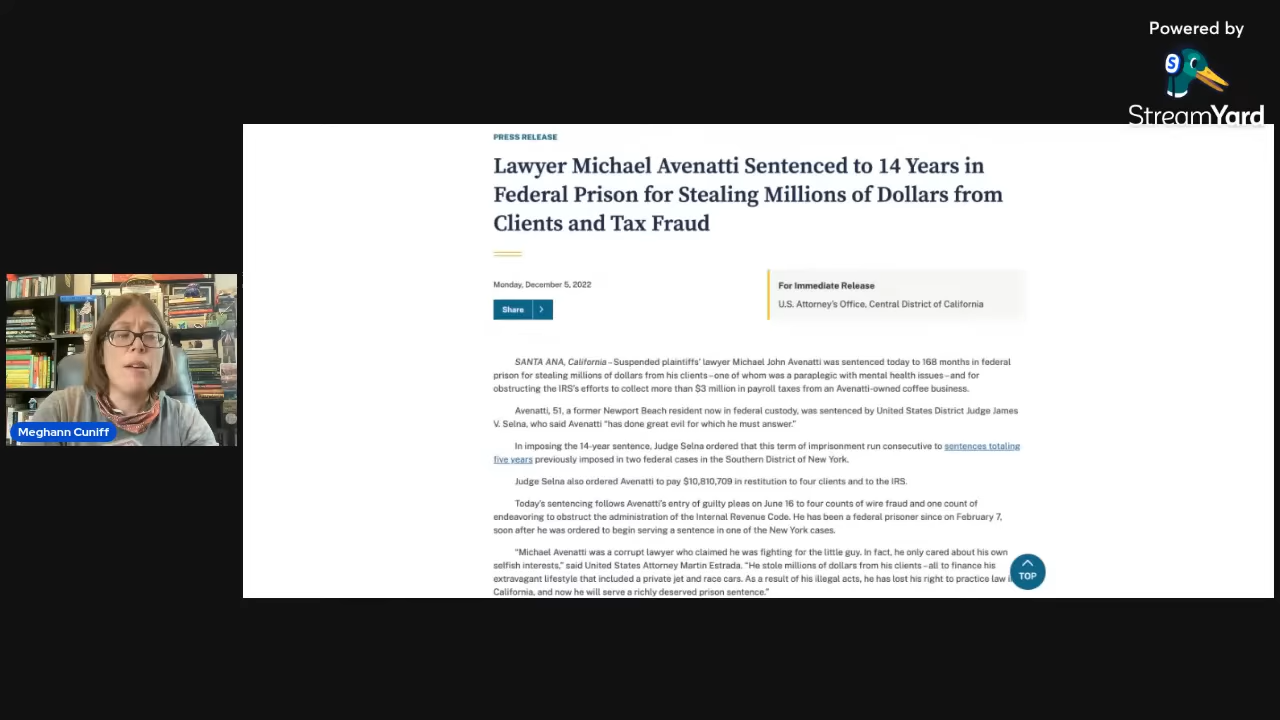 Powered by
S
StreamYard
PRESS RELEASE
Lawyer Michael Avenatti Sentenced to 14 Years in
Federal Prison for Stealing Millions of Dollars from
Clients and Tax Fraud
Monday, December 5, 2022
Share
For Immediate Release
U.S. Attorney's Office, Central District of California
SANTA ANA, California – Suspended plaintiffs' lawyer Michael John Avenatti was sentenced today to 168 months in federal
prison for stealing millions of dollars from his clients – one of whom was a paraplegic with mental health issues – and for
obstructing the IRS's efforts to collect more than $3 million in payroll taxes from an Avenatti-owned coffee business.
Avenatti, 51, a former Newport Beach resident now in federal custody, was sentenced by United States District Judge James
V. Selna, who said Avenatti "has done great evil for which he must answer."
In imposing the 14-year sentence, Judge Selna ordered that this term of imprisonment run consecutive to sentences totaling
five years previously imposed in two federal cases in the Southern District of New York.
Judge Selna also ordered Avenatti to pay $10,810,709 in restitution to four clients and to the IRS.
Today's sentencing follows Avenatti's entry of guilty pleas on June 16 to four counts of wire fraud and one count of
endeavoring to obstruct the administration of the Internal Revenue Code. He has been a federal prisoner since on February 7,
soon after he was ordered to begin serving a sentence in one of the New York cases.
"Michael Avenatti was a corrupt lawyer who claimed he was fighting for the little guy. In fact, he only cared about his own
selfish interests," said United States Attorney Martin Estrada. "He stole millions of dollars from his clients – all to finance his
extravagant lifestyle that included a private jet and race cars. As a result of his illegal acts, he has lost his right to practice law
California, and now he will serve a richly deserved prison sentence."
TOP
Meghann Cuniff